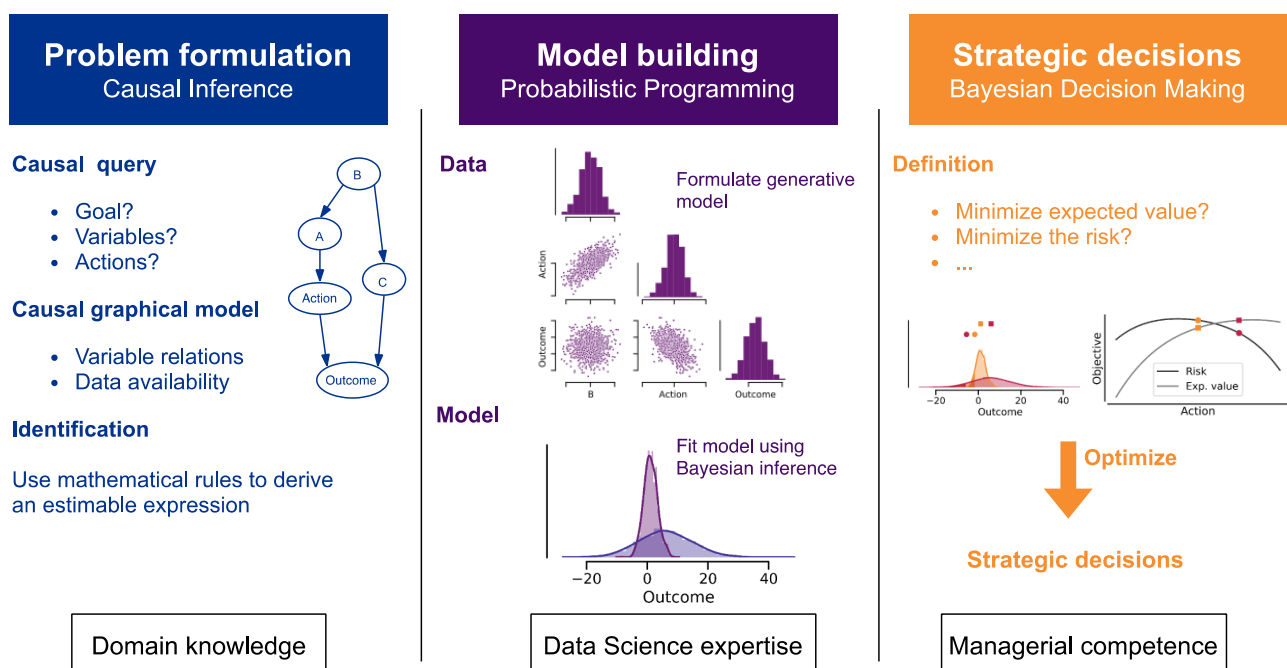 Problem formulation
Causal Inference
Causal query
• Goal?
• Variables?
• Actions?
B
A
C
Action
Outcome
Causal graphical model
• Variable relations
• Data availability
Identification
Use mathematical rules to derive
an estimable expression
Domain knowledge
Model building
Probabilistic Programming
Data
Formulate generative
model
Action
Outcome
B
Action
Outcome
Model
Fit model using
Bayesian inference
−20
0
20
40
Outcome
Data Science expertise
Strategic decisions
Bayesian Decision Making
Definition
• Minimize expected value?
• Minimize the risk?
• ...
−20
0
20
40
Outcome
Objective
Risk
Exp. value
Action
Optimize
Strategic decisions
Managerial competence